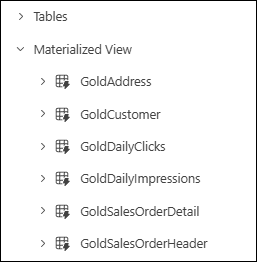 Tables
Materialized View
GoldAddress
GoldCustomer
GoldDailyClicks
GoldDailyImpressions
GoldSalesOrderDetail
GoldSalesOrderHeader